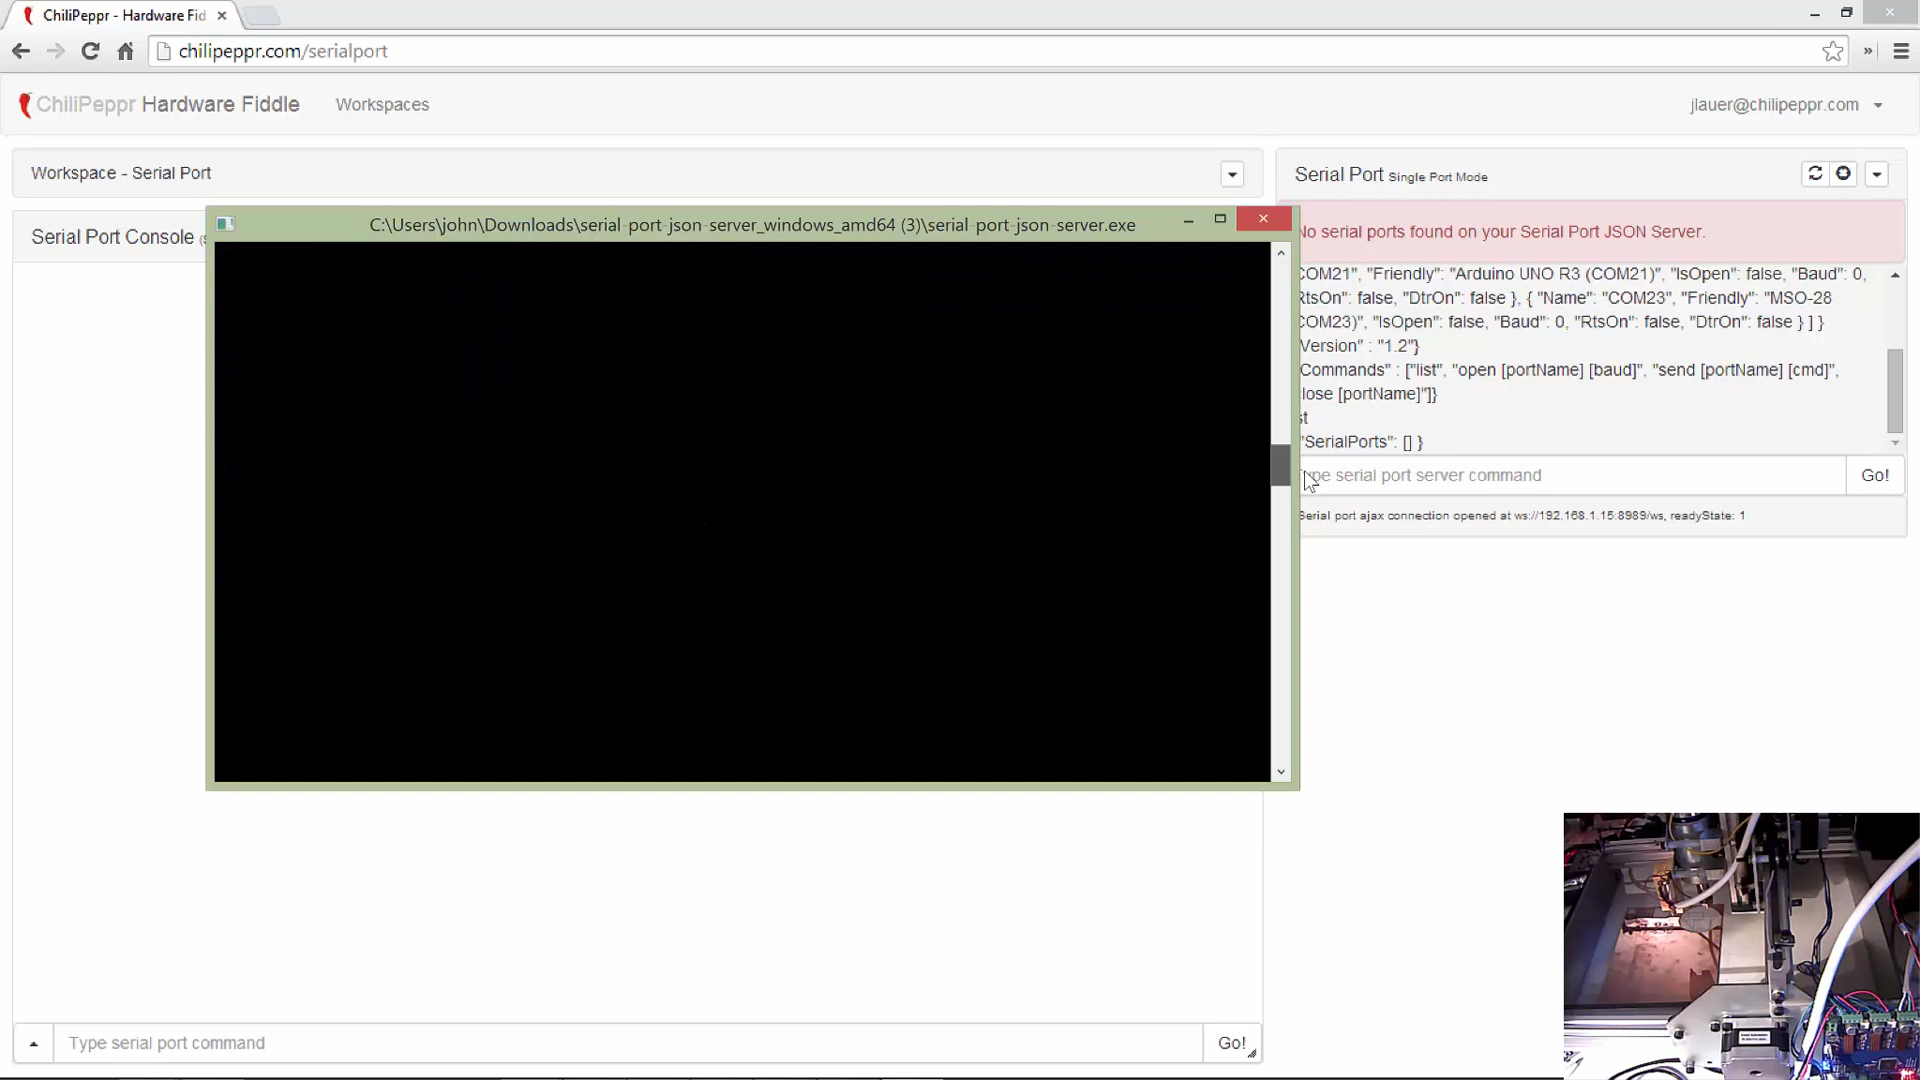 ChiliPeppr - Hardware Fid
chilipeppr.com/serialport
ChiliPeppr Hardware Fiddle
Workspaces
jlauer@chilipeppr.com
Workspace - Serial Port
Serial Port Single Port Mode
C:\Users\john\Downloads\serial-port-json-server_windows_amd64 (3)\serial-port-json-server.exe
Serial Port Console
No serial ports found on your Serial Port JSON Server.
COM21", "Friendly": "Arduino UNO R3 (COM21)", "IsOpen": false, "Baud": 0,
RtsOn": false, "DtrOn": false }, { "Name": "COM23", "Friendly": "MSO-28
COM23)", "IsOpen": false, "Baud": 0, "RtsOn": false, "DtrOn": false } ] }
Version" : "1.2"}
Commands" : ["list", "open [portName] [baud]", "send [portName] [cmd]",
lose [portName]"]}
st
"SerialPorts": [] }
pe serial port server command
Go!
Serial port ajax connection opened at ws://192.168.1.15:8989/ws, readyState: 1
Type serial port command
Go!